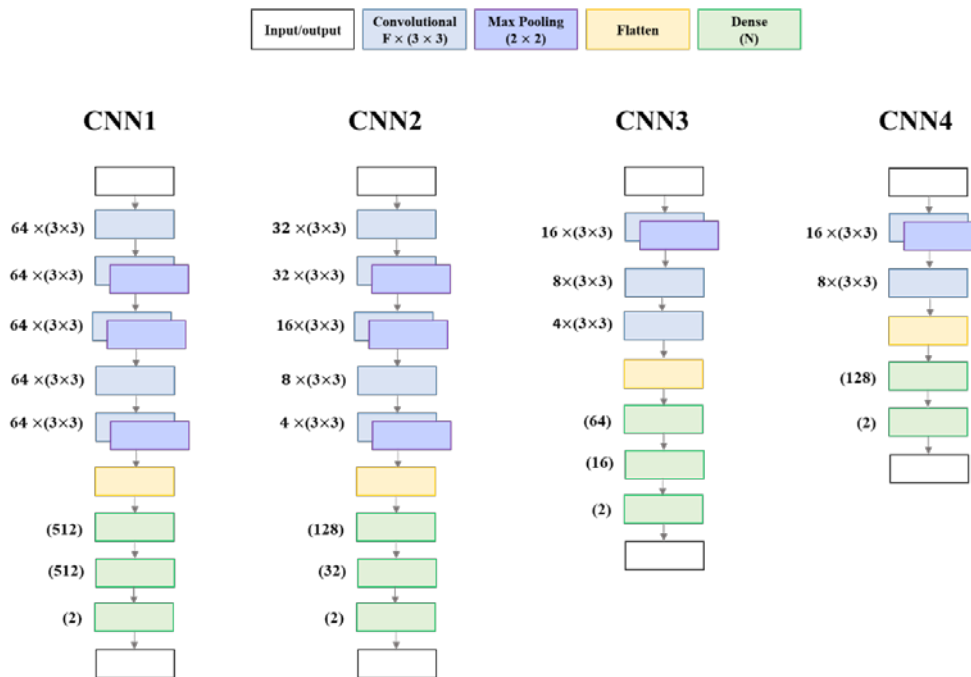 Input/output
Convolutional
F × (3 × 3)
Max Pooling
(2 × 2)
Flatten
Dense
(N)
CNN1
64 ×(3×3)
64 ×(3×3)
64 ×(3×3)
64 ×(3×3)
64 ×(3×3)
(512)
(512)
(2)
CNN2
32 ×(3×3)
32 ×(3×3)
16×(3×3)
8 ×(3×3)
4 ×(3×3)
(128)
(32)
(2)
CNN3
16 ×(3×3)
8×(3×3)
4×(3×3)
(64)
(16)
(2)
CNN4
16 ×(3×3)
8×(3×3)
(128)
(2)